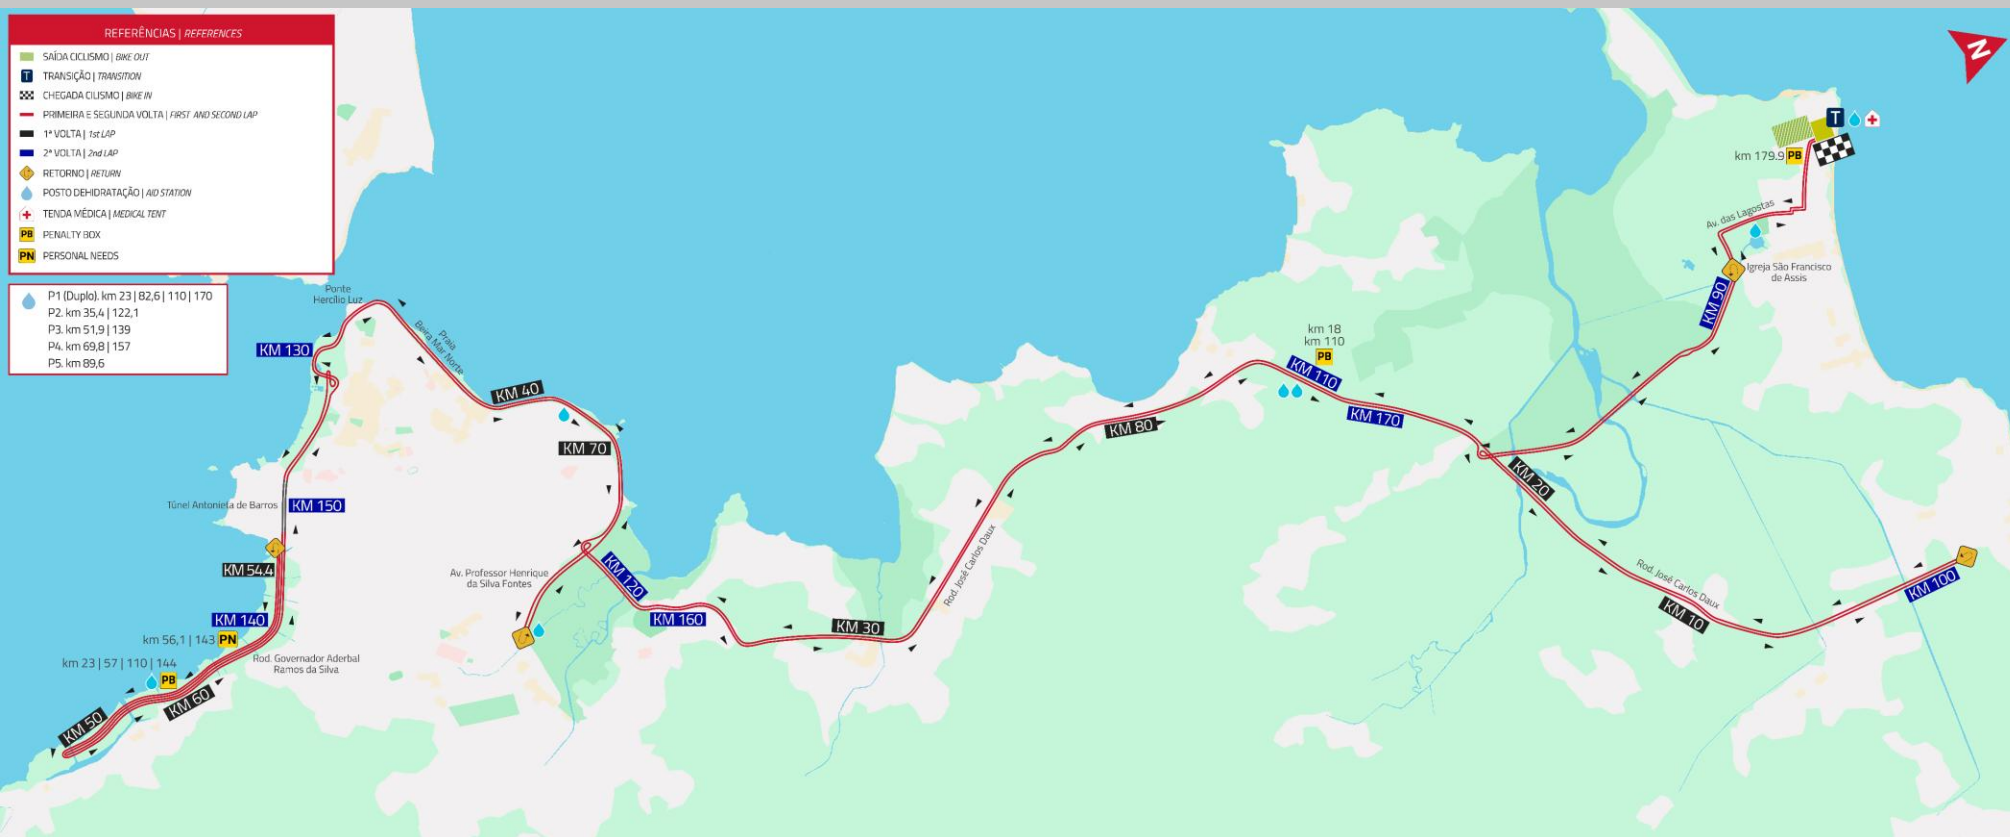 REFERÊNCIAS | REFERENCES
SAÍDA CICLISMO | BIKE OUT
T TRANSIÇÃO | TRANSITION
CHEGADA CILISMO | BIKE IN
PRIMEIRA E SEGUNDA VOLTA | FIRST AND SECOND LAP
1ª VOLTA | 1st LAP
2ª VOLTA | 2nd LAP
RETORNO | RETURN
POSTO DEHIDRATAÇÃO | AID STATION
TENDA MÉDICA | MEDICAL TENT
PB PENALTY BOX
PN PERSONAL NEEDS
P1 (Duplo). km 23 | 82,6 | 110 | 170
P2. km 35,4 | 122,1
P3. km 51,9 | 139
P4. km 69,8 | 157
P5. km 89,6
N
T
km 179.9 PB
Av. das Lagostas
Igreja São Francisco
de Assis
KM 90
Ponte
Hercílio Luz
KM 130
Praia
Beira Mar Norte
KM 40
km 18
km 110
PB
KM 110
KM 170
KM 80
KM 70
KM 20
Túnel Antonieta de Barros
KM 150
KM 54.4
Av. Professor Henrique
da Silva Fontes
KM 120
Rod. José Carlos Daux
Rod. José Carlos Daux
KM 100
KM 10
KM 140
KM 160
KM 30
km 56,1 | 143 PN
km 23 | 57 | 110 | 144
PB
Rod. Governador Aderbal
Ramos da Silva
KM 60
KM 50